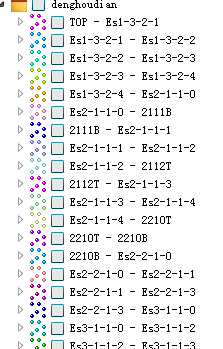 denghoudian
TOP - Es1-3-2-1
Es1-3-2-1 - Es1-3-2-2
Es1-3-2-2 - Es1-3-2-3
Es1-3-2-3 - Es1-3-2-4
Es1-3-2-4 - Es2-1-1-0
Es2-1-1-0 - 2111B
2111B - Es2-1-1-1
Es2-1-1-1 - Es2-1-1-2
Es2-1-1-2 - 2112T
2112T - Es2-1-1-3
Es2-1-1-3 - Es2-1-1-4
Es2-1-1-4 - 2210T
2210T - 2210B
2210B - Es2-2-1-0
Es2-2-1-0 - Es2-2-1-1
Es2-2-1-1 - Es2-2-1-3
Es2-2-1-3 - Es3-1-1-0
Es3-1-1-0 - Es3-1-1-2
Es3-1-1-2 - Es3-1-1-3